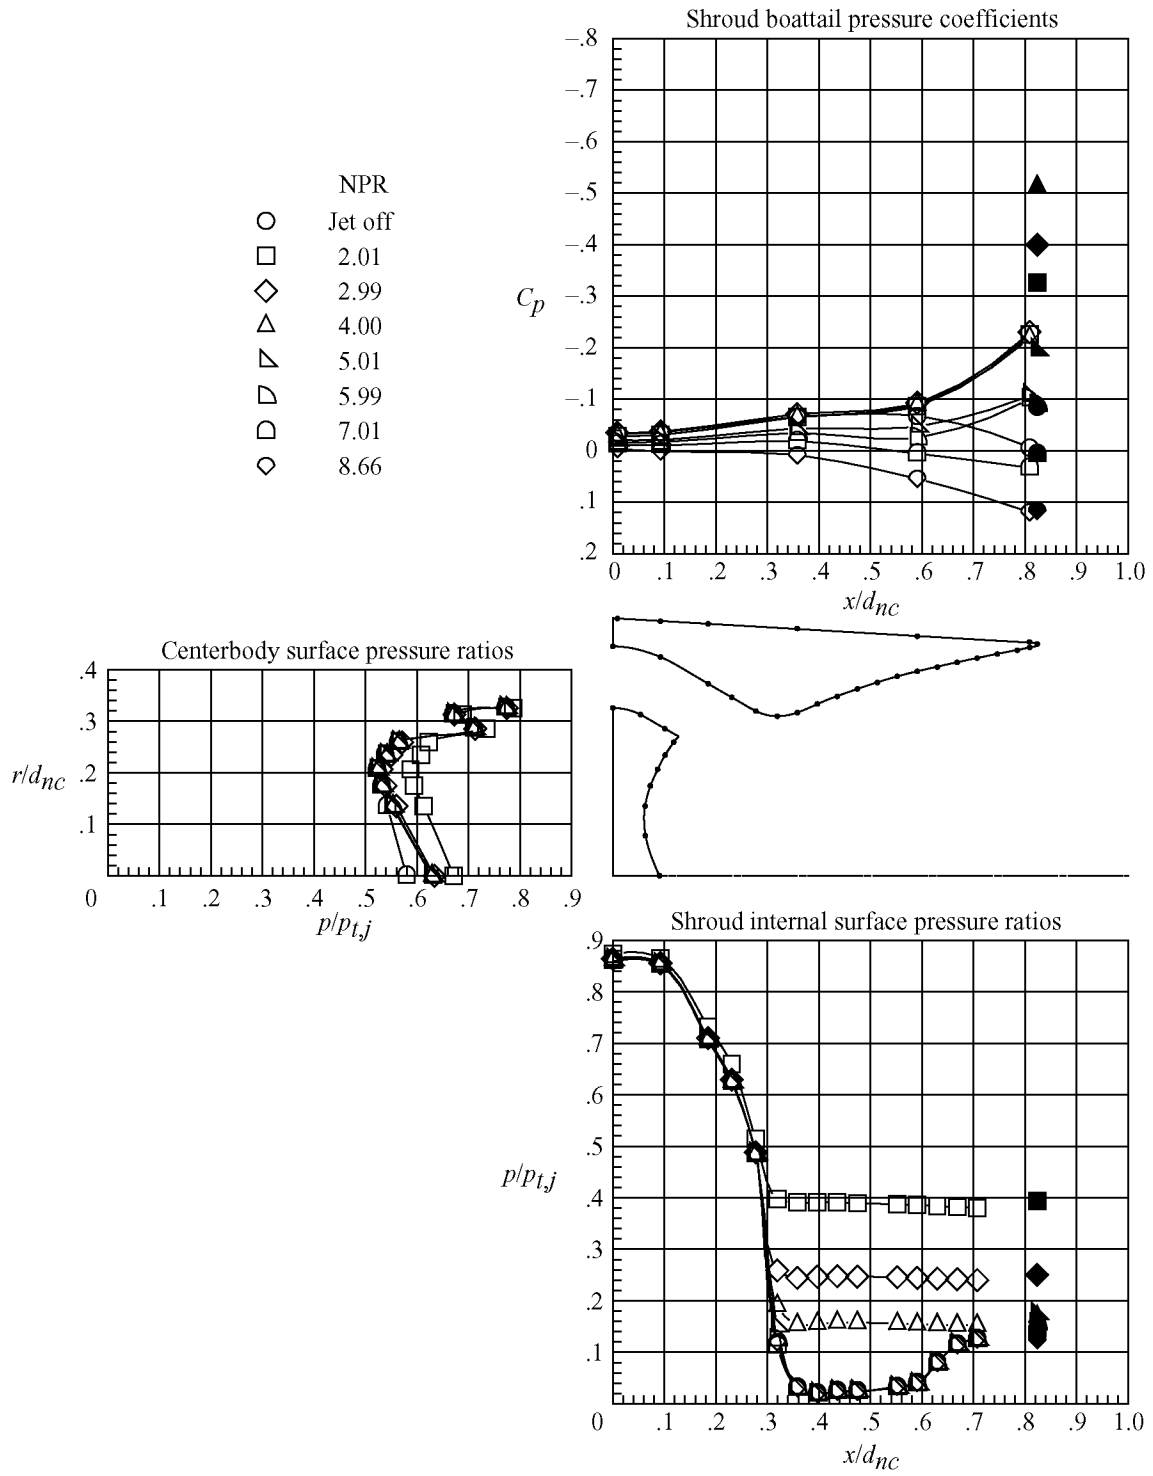 Shroud boattail pressure coefficients
–.8
–.7
–.6
–.5
–.4
–.3
–.2
–.1
0
.1
.2
Cp
0 .1 .2 .3 .4 .5 .6 .7 .8 .9 1.0
x/dnc
NPR
Jet off
2.01
2.99
4.00
5.01
5.99
7.01
8.66
Centerbody surface pressure ratios
.4
.3
.2
.1
r/dnc
0 .1 .2 .3 .4 .5 .6 .7 .8 .9
p/pt,j
Shroud internal surface pressure ratios
.9
.8
.7
.6
.5
.4
.3
.2
.1
p/pt,j
0 .1 .2 .3 .4 .5 .6 .7 .8 .9 1.0
x/dnc